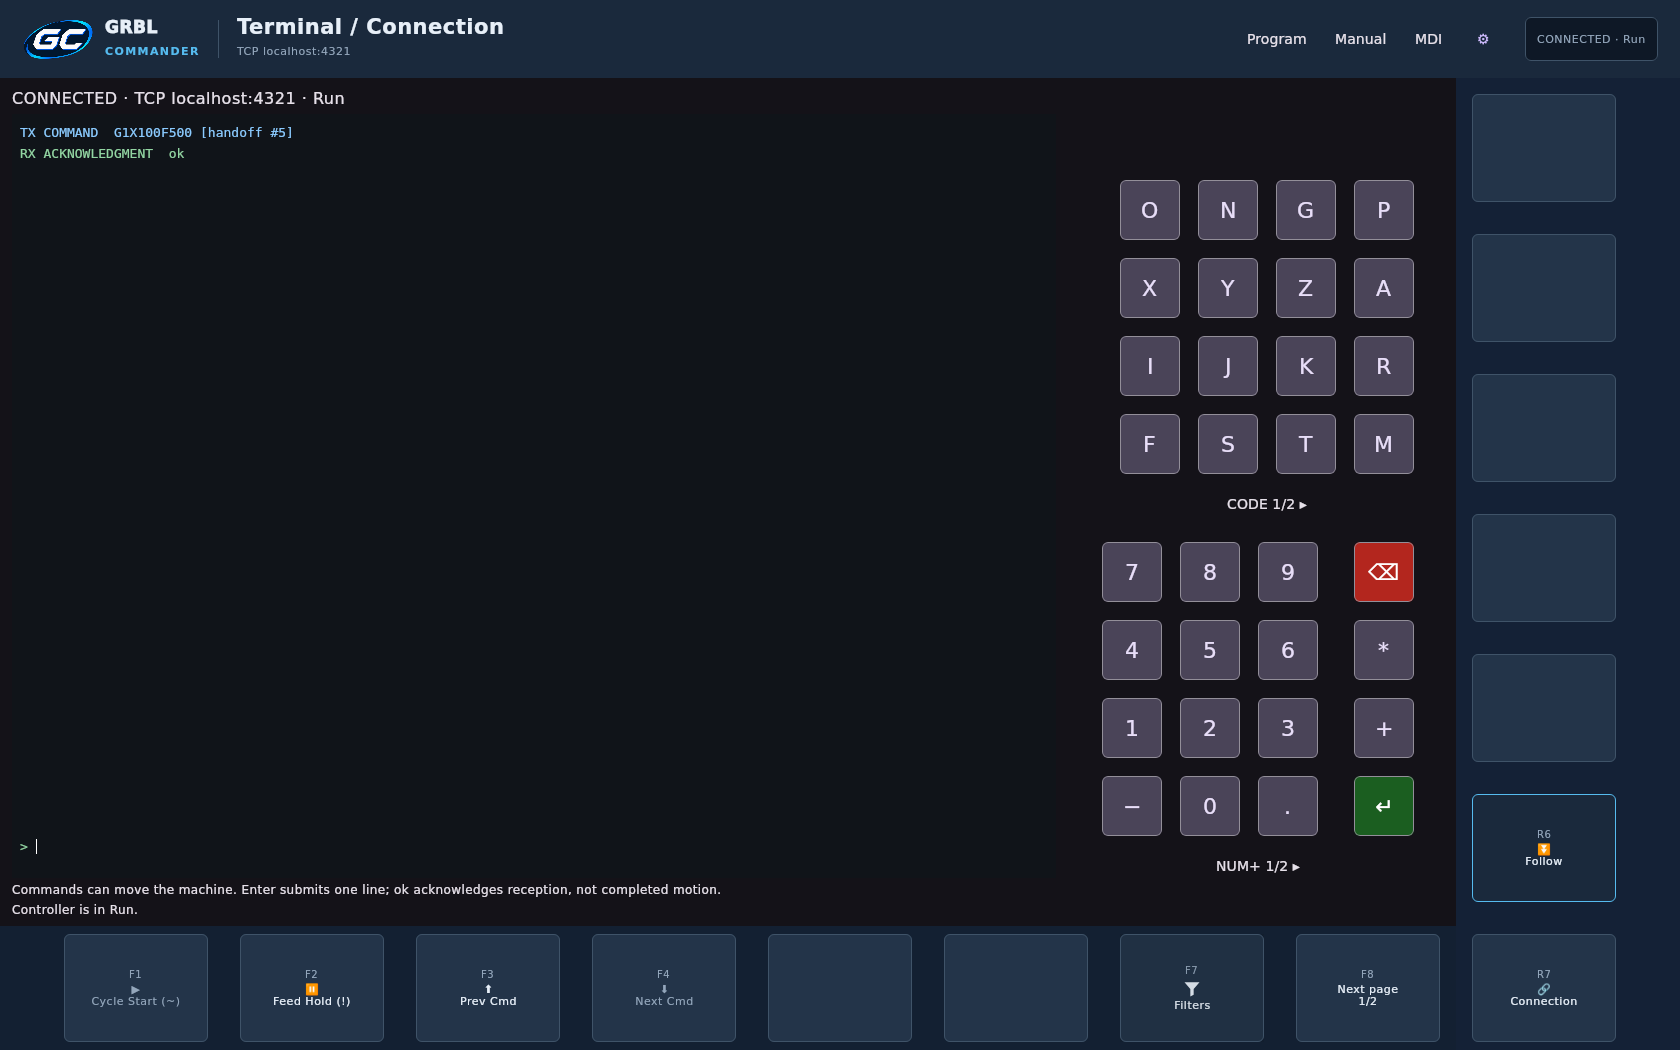 GC
GRBL
COMMANDER
Terminal / Connection
TCP localhost:4321
Program
Manual
MDI
CONNECTED · Run
CONNECTED · TCP localhost:4321 · Run
TX COMMAND  G1X100F500 [handoff #5]
RX ACKNOWLEDGMENT  ok
>
O N G P
X Y Z A
I J K R
F S T M
CODE 1/2 ▸
7 8 9 ⌫
4 5 6 *
1 2 3 +
− 0 . ↵
NUM+ 1/2 ▸
Commands can move the machine. Enter submits one line; ok acknowledges reception, not completed motion.
Controller is in Run.
R6
Follow
F1
Cycle Start (~)
F2
Feed Hold (!)
F3
Prev Cmd
F4
Next Cmd
F7
Filters
F8
Next page
1/2
R7
Connection